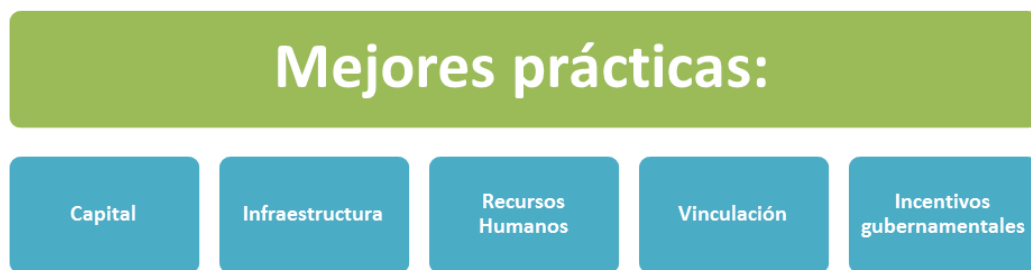 Mejores prácticas:
Capital
Infraestructura
Recursos
Humanos
Vinculación
Incentivos
gubernamentales